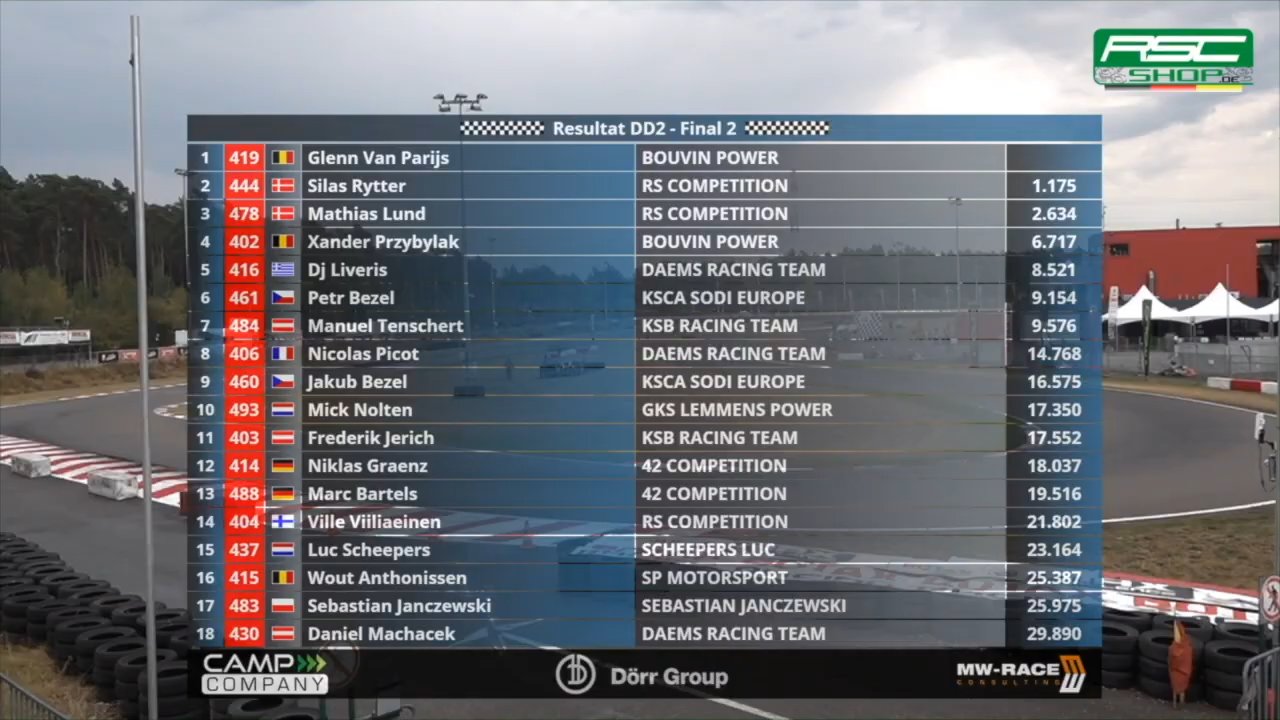 RSC
SHOP.DE
Resultat DD2 - Final 2
1 419 Glenn Van Parijs BOUVIN POWER
2 444 Silas Rytter RS COMPETITION 1.175
3 478 Mathias Lund RS COMPETITION 2.634
4 402 Xander Przybylak BOUVIN POWER 6.717
5 416 Dj Liveris DAEMS RACING TEAM 8.521
6 461 Petr Bezel KSCA SODI EUROPE 9.154
7 484 Manuel Tenschert KSB RACING TEAM 9.576
8 406 Nicolas Picot DAEMS RACING TEAM 14.768
9 460 Jakub Bezel KSCA SODI EUROPE 16.575
10 493 Mick Nolten GKS LEMMENS POWER 17.350
11 403 Frederik Jerich KSB RACING TEAM 17.552
12 414 Niklas Graenz 42 COMPETITION 18.037
13 488 Marc Bartels 42 COMPETITION 19.516
14 404 Ville Viiliaeinen RS COMPETITION 21.802
15 437 Luc Scheepers SCHEEPERS LUC 23.164
16 415 Wout Anthonissen SP MOTORSPORT 25.387
17 483 Sebastian Janczewski SEBASTIAN JANCZEWSKI 25.975
18 430 Daniel Machacek DAEMS RACING TEAM 29.890
CAMP COMPANY
Dörr Group
MW-RACE
CONSULTING